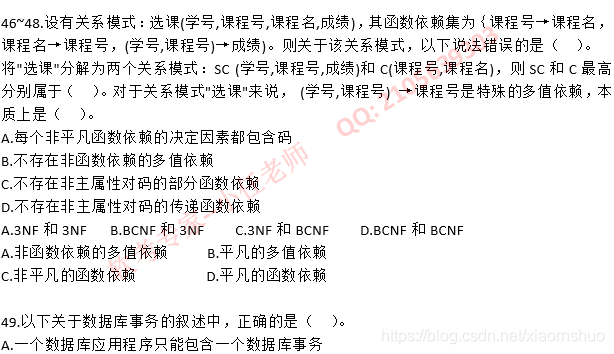 46~48.设有关系模式：选课(学号,课程号,课程名,成绩)，其函数依赖集为｛课程号→课程名，
课程名→课程号，(学号,课程号)→成绩)。则关于该关系模式，以下说法错误的是（　）。
将"选课"分解为两个关系模式：SC (学号,课程号,成绩)和 C(课程号,课程名)，则 SC 和 C 最高
分别属于（　）。对于关系模式"选课"来说， (学号,课程号) →课程号是特殊的多值依赖，本
质上是（　）。
A.每个非平凡函数依赖的决定因素都包含码
B.不存在非函数依赖的多值依赖
C.不存在非主属性对码的部分函数依赖
D.不存在非主属性对码的传递函数依赖
A.3NF 和 3NF B.BCNF 和 3NF C.3NF 和 BCNF D.BCNF 和 BCNF
A.非函数依赖的多值依赖 B.平凡的多值依赖
C.非平凡的函数依赖 D.平凡的函数依赖
49.以下关于数据库事务的叙述中，正确的是（　）。
A.一个数据库应用程序只能包含一个数据库事务
https://blog.csdn.net/xiaomshuo